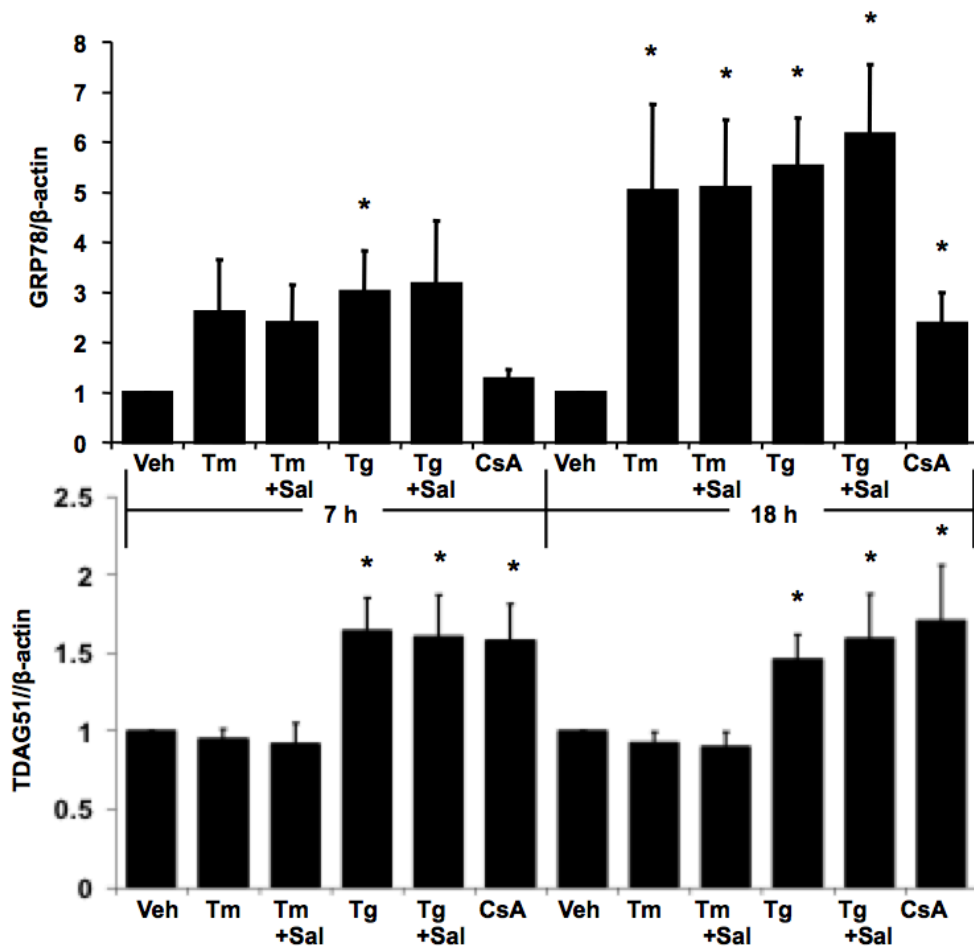 GRP78/β-actin
8
7
6
5
4
3
2
1
0
* * * * * *
Veh Tm Tm +Sal Tg Tg +Sal CsA Veh Tm Tm +Sal Tg Tg +Sal CsA
7 h 18 h
TDAG51//β-actin
2.5
2
1.5
1
0.5
0
* * * * * *
Veh Tm Tm +Sal Tg Tg +Sal CsA Veh Tm Tm +Sal Tg Tg +Sal CsA